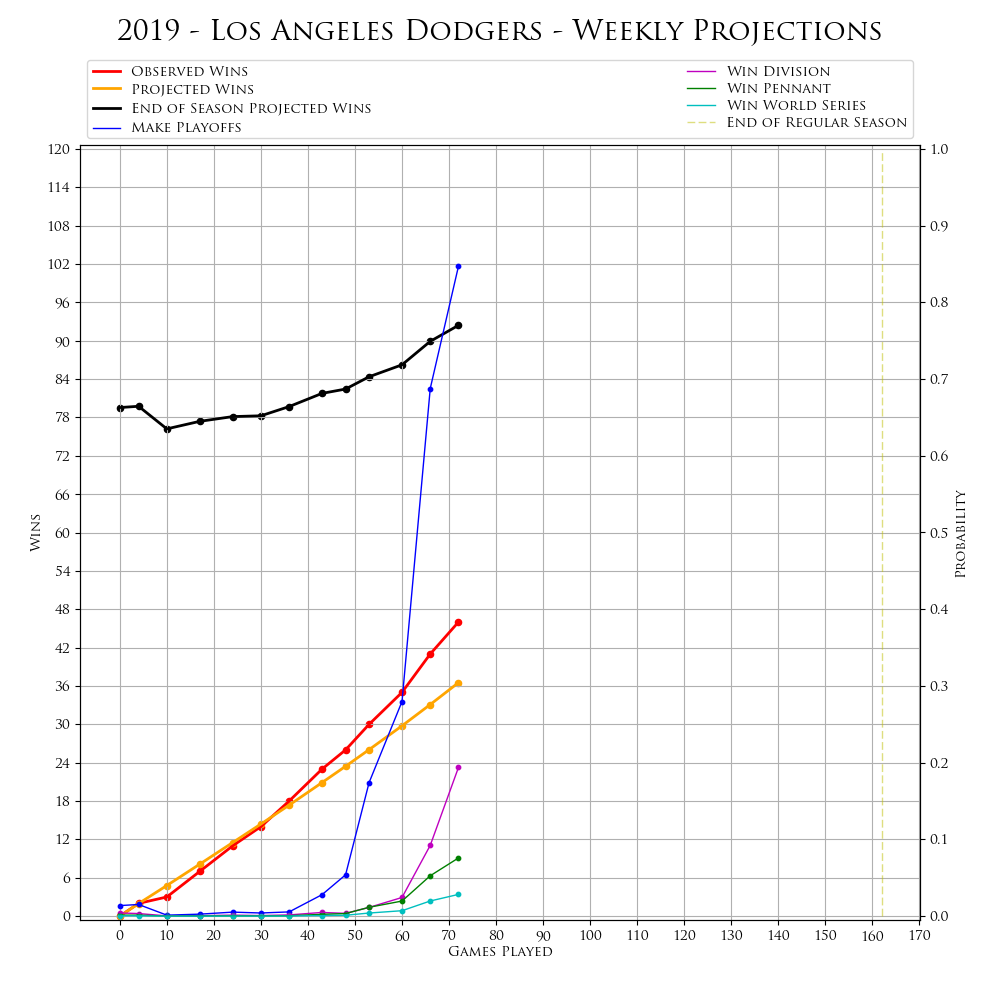 2019 - Los Angeles Dodgers - Weekly Projections
Observed Wins
Projected Wins
End of Season Projected Wins
Make Playoffs
Win Division
Win Pennant
Win World Series
End of Regular Season
120
114
108
102
96
90
84
78
72
66
60
54
48
42
36
30
24
18
12
6
0
Wins
1.0
0.9
0.8
0.7
0.6
0.5
0.4
0.3
0.2
0.1
0.0
Probability
0 10 20 30 40 50 60 70 80 90 100 110 120 130 140 150 160 170
Games Played